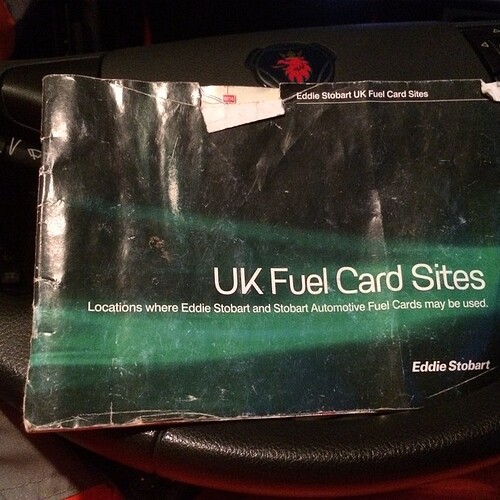 Eddie Stobart UK Fuel Card Sites
UK Fuel Card Sites
Locations where Eddie Stobart and Stobart Automotive Fuel Cards may be used.
Eddie Stobart